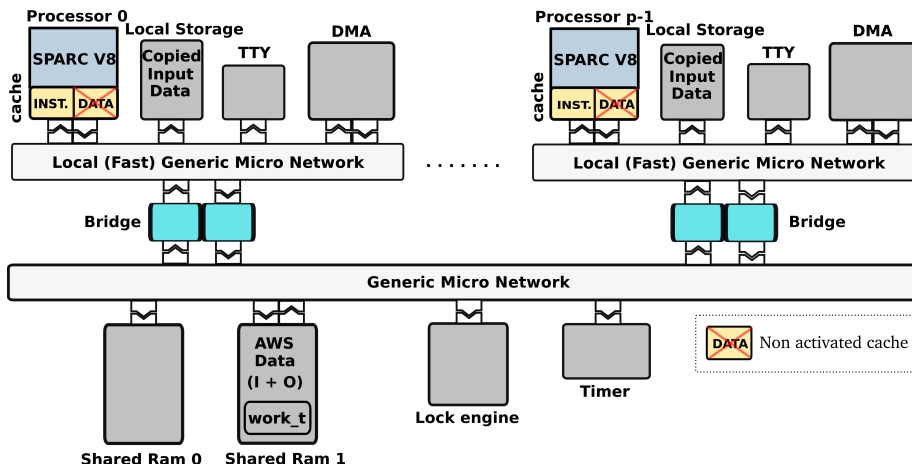 Processor 0
Local Storage
DMA
SPARC V8
Copied
Input
Data
TTY
cache
INST.
DATA
Local (Fast) Generic Micro Network
Bridge
.......
Processor p-1
Local Storage
DMA
SPARC V8
Copied
Input
Data
TTY
cache
INST.
DATA
Local (Fast) Generic Micro Network
Bridge
Generic Micro Network
AWS
Data
(I + O)
work_t
Shared Ram 0
Shared Ram 1
Lock engine
Timer
DATA
Non activated cache